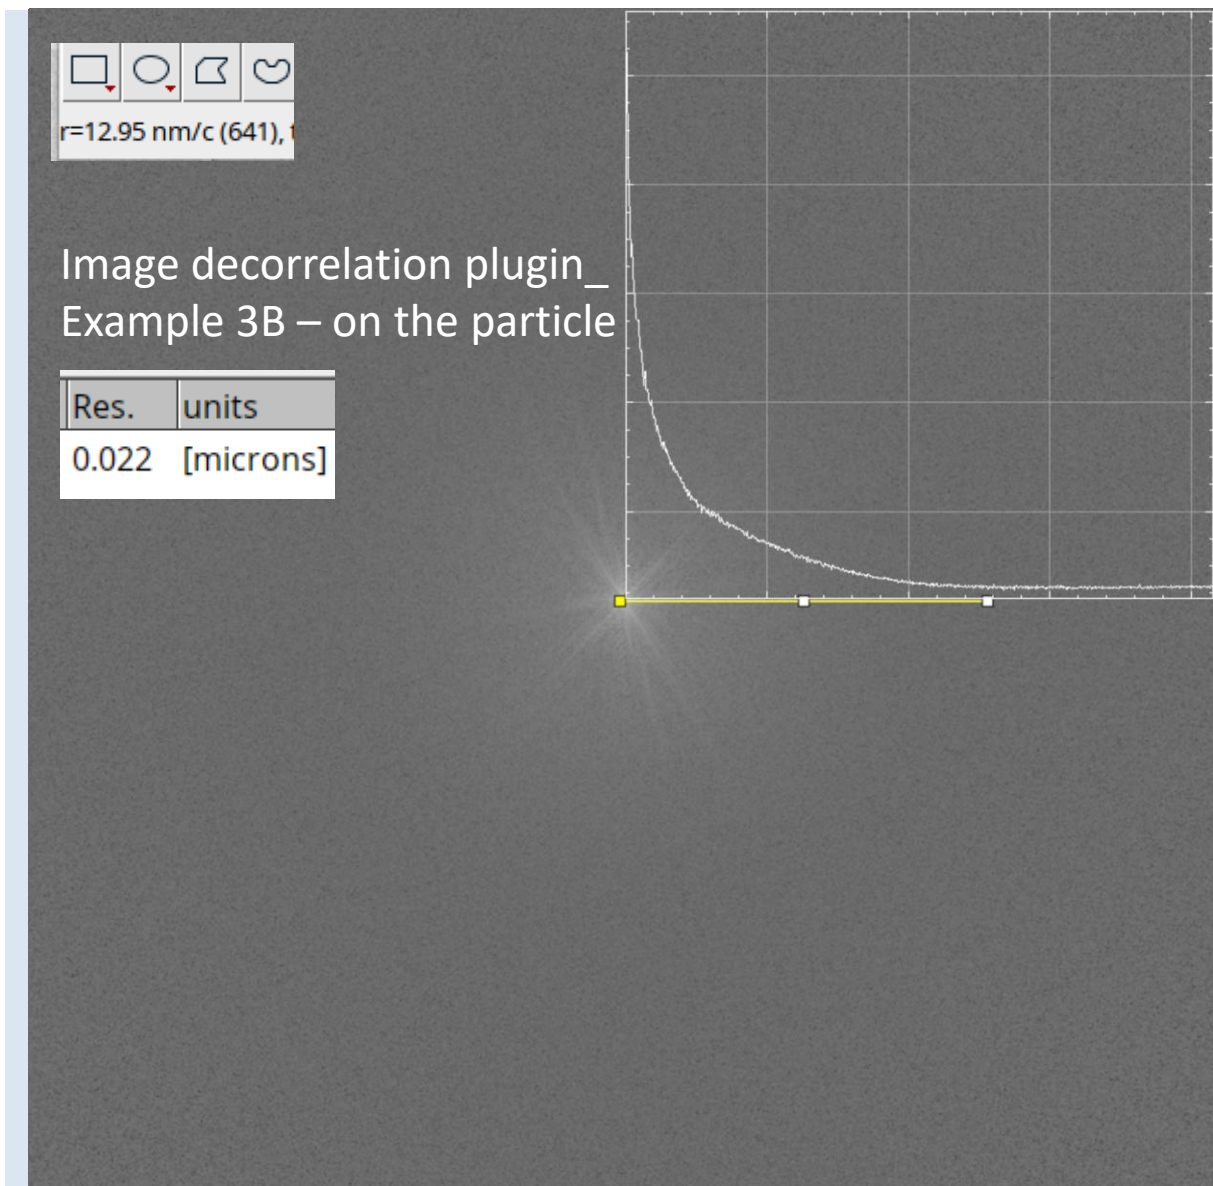 r=12.95 nm/c (641), t
Image decorrelation plugin_
Example 3B – on the particle
Res. units
0.022 [microns]